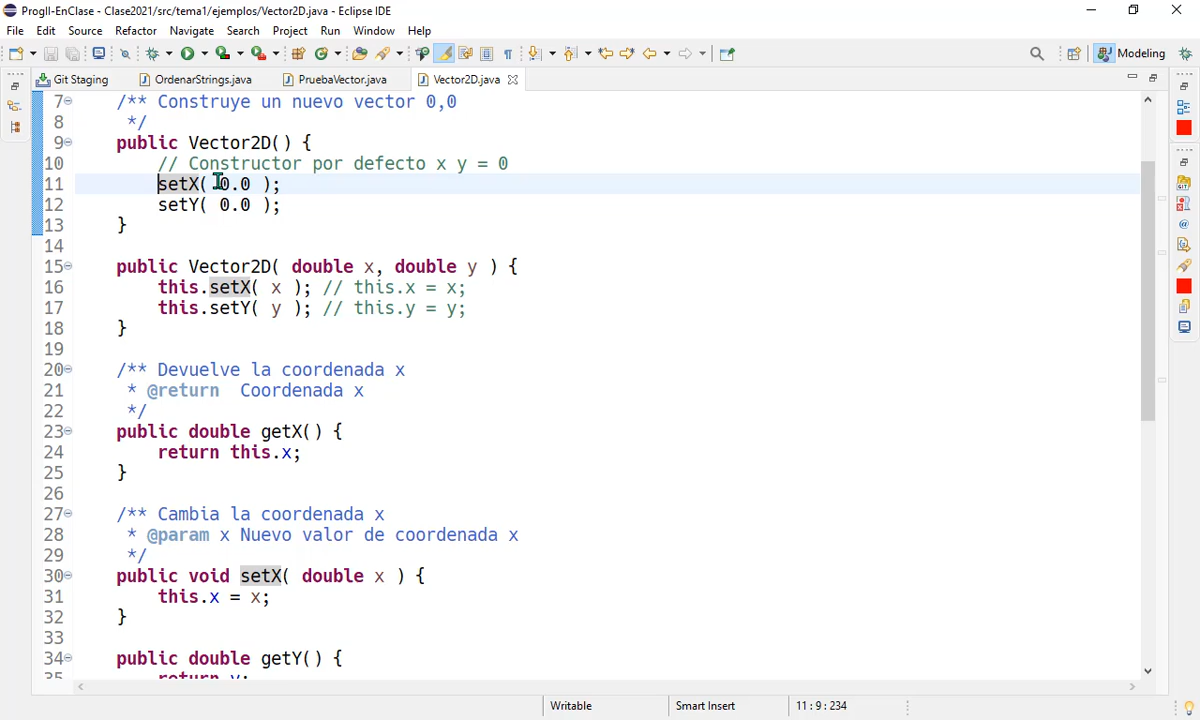 ProgII-EnClase - Clase2021/src/tema1/ejemplos/Vector2D.java - Eclipse IDE
File Edit Source Refactor Navigate Search Project Run Window Help
Modeling
Git Staging OrdenarStrings.java PruebaVector.java Vector2D.java
7 /** Construye un nuevo vector 0,0
8 */
9 public Vector2D() {
10 // Constructor por defecto x y = 0
11 setX( 0.0 );
12 setY( 0.0 );
13 }
14
15 public Vector2D( double x, double y ) {
16 this.setX( x ); // this.x = x;
17 this.setY( y ); // this.y = y;
18 }
19
20 /** Devuelve la coordenada x
21 * @return Coordenada x
22 */
23 public double getX() {
24 return this.x;
25 }
26
27 /** Cambia la coordenada x
28 * @param x Nuevo valor de coordenada x
29 */
30 public void setX( double x ) {
31 this.x = x;
32 }
33
34 public double getY() {
35 return y;
Writable Smart Insert 11 : 9 : 234